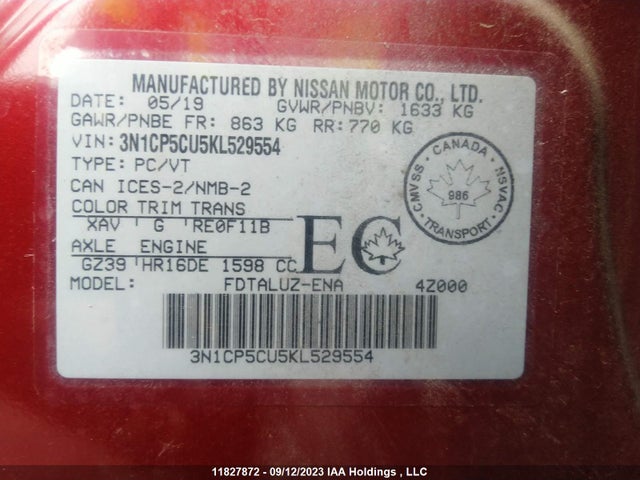 MANUFACTURED BY NISSAN MOTOR CO., LTD.
DATE: 05/19 GVWR/PNBV: 1633 KG
GAWR/PNBE FR: 863 KG RR: 770 KG
VIN: 3N1CP5CU5KL529554
TYPE: PC/VT
CAN ICES-2/NMB-2
COLOR TRIM TRANS
XAV G RE0F11B
AXLE ENGINE
GZ39 HR16DE 1598 CC
MODEL: FDTALUZ-ENA 4Z000
EC
CMVSS · CANADA · NSVAC · TRANSPORT ·
986
3N1CP5CU5KL529554
11827872 - 09/12/2023 IAA Holdings , LLC